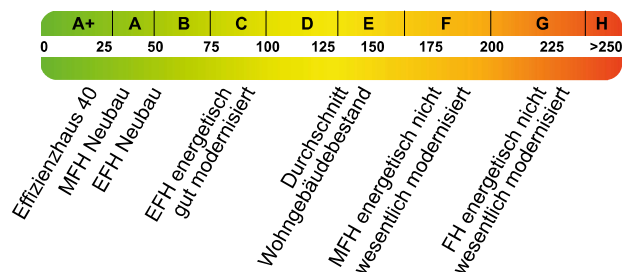 A+ A B C D E F G H
0 25 50 75 100 125 150 175 200 225 >250
Effizienzhaus 40
MFH Neubau
EFH Neubau
EFH energetisch
gut modernisiert
Durchschnitt
Wohngebäudebestand
MFH energetisch nicht
wesentlich modernisiert
FH energetisch nicht
wesentlich modernisiert